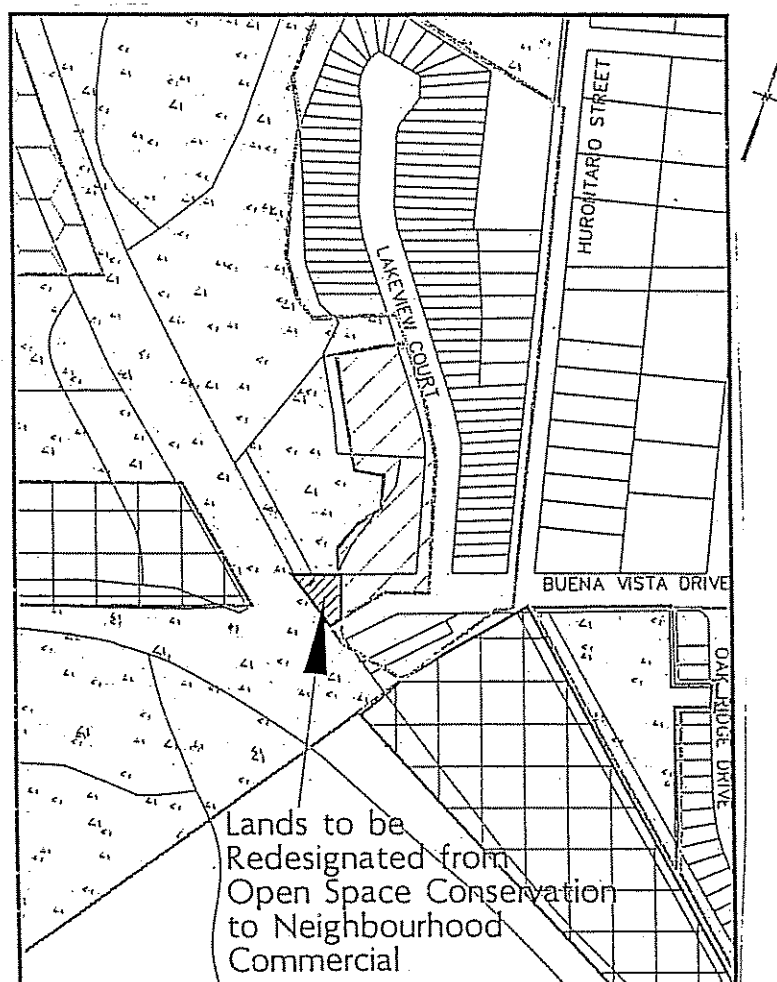 HURONTARIO STREET
LAKEVIEW COURT
BUENA VISTA DRIVE
OAK RIDGE DRIVE
Lands to be
Redesignated from
Open Space Conservation
to Neighbourhood
Commercial